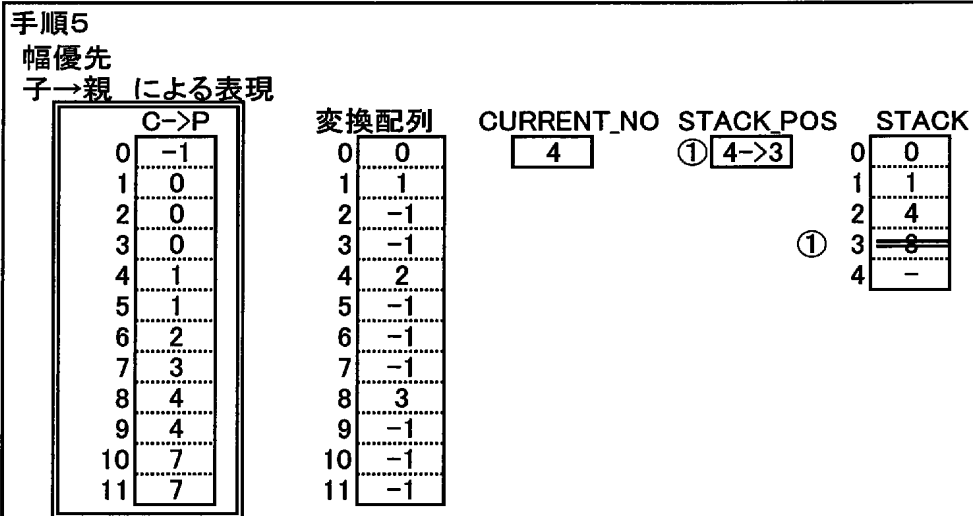 手順5
幅優先
子→親 による表現
C->P 変換配列 CURRENT_NO STACK_POS STACK
0 -1 0 0 4 ① 4->3 0 0
1 0 1 1 1 1
2 0 2 -1 2 4
3 0 3 -1 ① 3 8
4 1 4 2 4 -
5 1 5 -1
6 2 6 -1
7 3 7 -1
8 4 8 3
9 4 9 -1
10 7 10 -1
11 7 11 -1